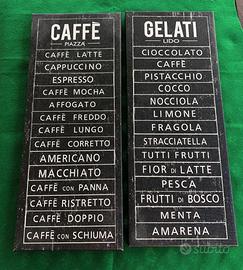 CAFFÈ
PIAZZA
CAFFÈ LATTE
CAPPUCCINO
ESPRESSO
CAFFÈ MOCHA
AFFOGATO
CAFFÈ FREDDO
CAFFÈ LUNGO
CAFFÈ CORRETTO
AMERICANO
MACCHIATO
CAFFÈ CON PANNA
CAFFÈ RISTRETTO
CAFFÈ DOPPIO
CAFFÈ CON SCHIUMA
GELATI
LIDO
CIOCCOLATO
CAFFÈ
PISTACCHIO
COCCO
NOCCIOLA
LIMONE
FRAGOLA
STRACCIATELLA
TUTTI FRUTTI
FIOR DI LATTE
PESCA
FRUTTI DI BOSCO
MENTA
AMARENA
subito